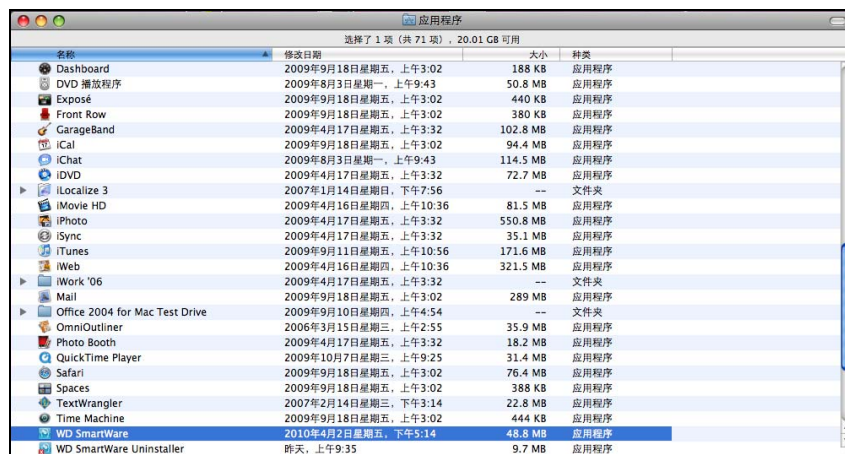 应用程序
选择了 1 项（共 71 项），20.01 GB 可用
名称 修改日期 大小 种类
Dashboard 2009年9月18日星期五，上午3:02 188 KB 应用程序
DVD 播放程序 2009年8月3日星期一，上午9:43 50.8 MB 应用程序
Exposé 2009年9月18日星期五，上午3:02 440 KB 应用程序
Front Row 2009年9月18日星期五，上午3:02 380 KB 应用程序
GarageBand 2009年4月17日星期五，上午3:32 102.8 MB 应用程序
iCal 2009年9月18日星期五，上午3:02 94.4 MB 应用程序
iChat 2009年8月3日星期一，上午9:43 114.5 MB 应用程序
iDVD 2009年4月17日星期五，上午3:32 72.7 MB 应用程序
iLocalize 3 2007年1月14日星期日，下午7:56 -- 文件夹
iMovie HD 2009年4月16日星期四，上午10:36 81.5 MB 应用程序
iPhoto 2009年4月17日星期五，上午3:32 550.8 MB 应用程序
iSync 2009年4月17日星期五，上午3:32 35.1 MB 应用程序
iTunes 2009年9月11日星期五，上午10:56 171.6 MB 应用程序
iWeb 2009年4月16日星期四，上午10:36 321.5 MB 应用程序
iWork '06 2009年4月17日星期五，上午3:32 -- 文件夹
Mail 2009年9月18日星期五，上午3:02 289 MB 应用程序
Office 2004 for Mac Test Drive 2009年9月10日星期四，上午4:54 -- 文件夹
OmniOutliner 2006年3月15日星期三，上午2:55 35.9 MB 应用程序
Photo Booth 2009年4月17日星期五，上午3:32 18.2 MB 应用程序
QuickTime Player 2009年10月7日星期三，上午9:25 31.4 MB 应用程序
Safari 2009年9月18日星期五，上午3:02 76.4 MB 应用程序
Spaces 2009年9月18日星期五，上午3:02 388 KB 应用程序
TextWrangler 2007年2月14日星期三，下午3:14 22.8 MB 应用程序
Time Machine 2009年9月18日星期五，上午3:02 444 KB 应用程序
WD SmartWare 2010年4月2日星期五，下午5:14 48.8 MB 应用程序
WD SmartWare Uninstaller 昨天，上午9:35 9.7 MB 应用程序